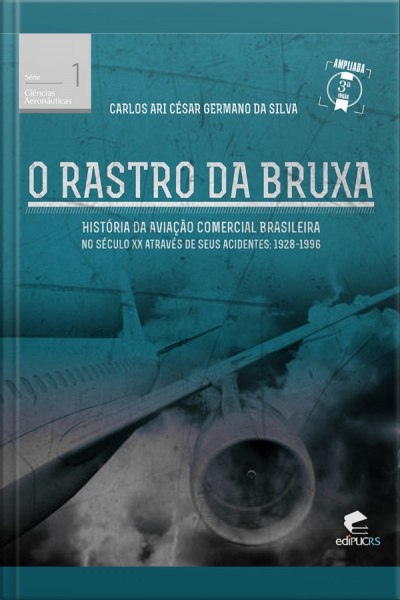 Série
1
Ciências
Aeronáuticas
AMPLIADA
3ª
EDIÇÃO
CARLOS ARI CÉSAR GERMANO DA SILVA
O RASTRO DA BRUXA
HISTÓRIA DA AVIAÇÃO COMERCIAL BRASILEIRA
NO SÉCULO XX ATRAVÉS DE SEUS ACIDENTES: 1928-1996
ediPUCRS